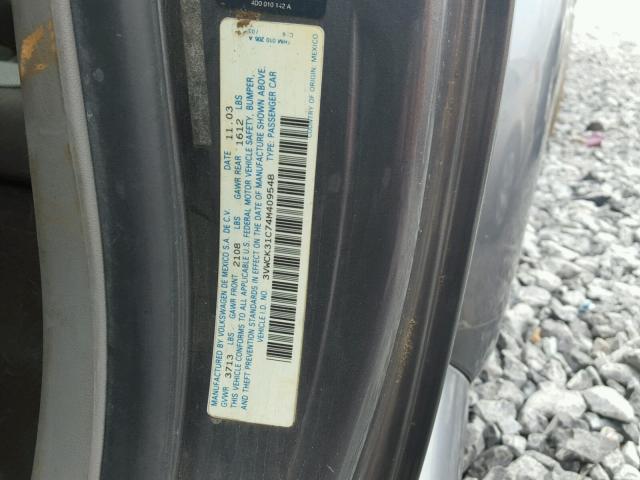 4D0 010 142 A
MANUFACTURED BY VOLKSWAGEN DE MEXICO S.A. DE C.V. DATE 11.03
GVWR 3713 LBS GAWR FRONT 2108 LBS GAWR REAR 1612 LBS
THIS VEHICLE CONFORMS TO ALL APPLICABLE U.S. FEDERAL MOTOR VEHICLE SAFETY, BUMPER,
AND THEFT PREVENTION STANDARDS IN EFFECT ON THE DATE OF MANUFACTURE SHOWN ABOVE.
VEHICLE I.D. NO 3VWCK31C74M409548 TYPE: PASSENGER CAR
COUNTRY OF ORIGIN: MEXICO